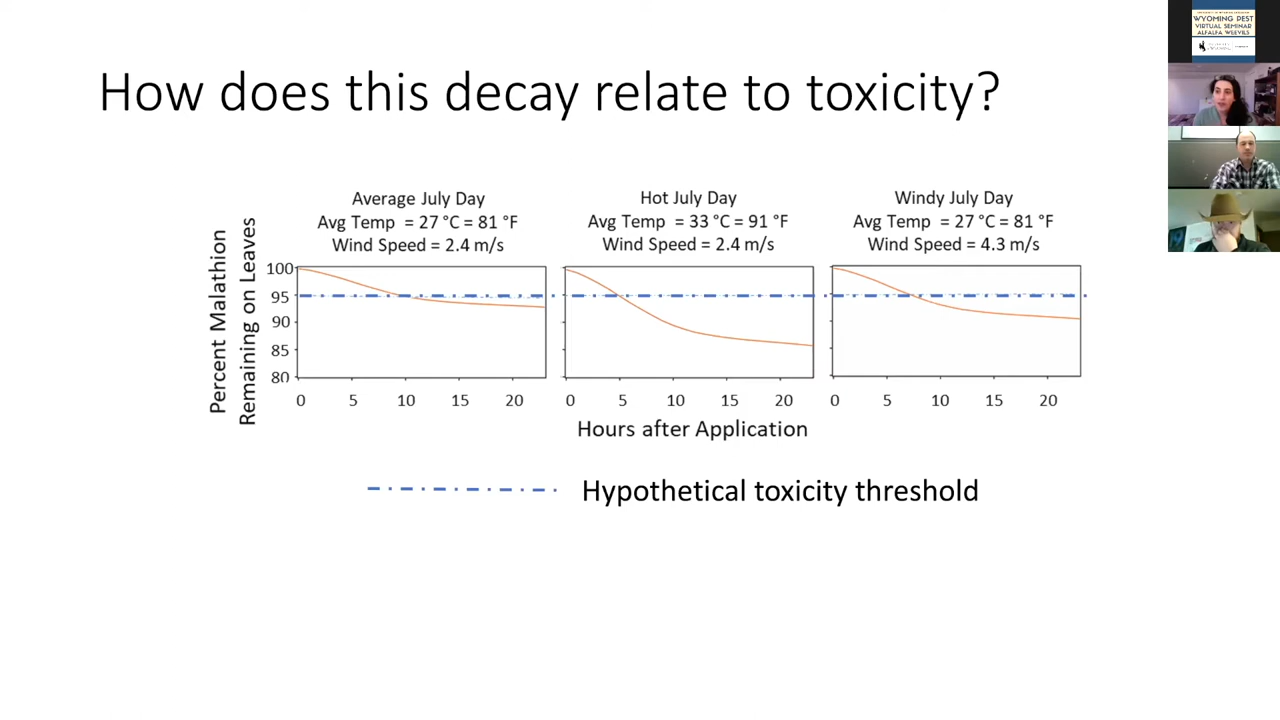 How does this decay relate to toxicity?
Average July Day
Avg Temp = 27 °C = 81 °F
Wind Speed = 2.4 m/s
Hot July Day
Avg Temp = 33 °C = 91 °F
Wind Speed = 2.4 m/s
Windy July Day
Avg Temp = 27 °C = 81 °F
Wind Speed = 4.3 m/s
Percent Malathion
Remaining on Leaves
100
95
90
85
80
0 5 10 15 20
0 5 10 15 20
0 5 10 15 20
Hours after Application
Hypothetical toxicity threshold
WYOMING PEST
VIRTUAL SEMINAR
ALFALFA WEEVILS